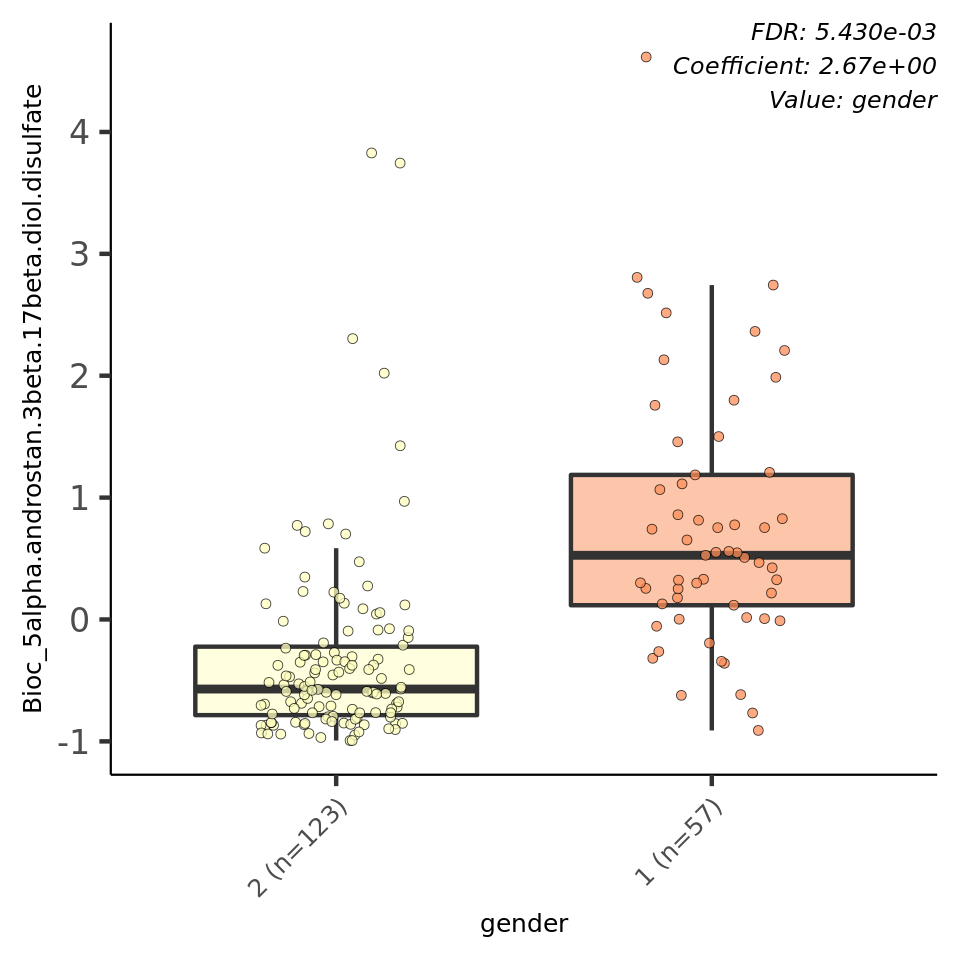 FDR: 5.430e-03
Coefficient: 2.67e+00
Value: gender
Bioc_5alpha.androstan.3beta.17beta.diol.disulfate
4
3
2
1
0
-1
2 (n=123)
1 (n=57)
gender